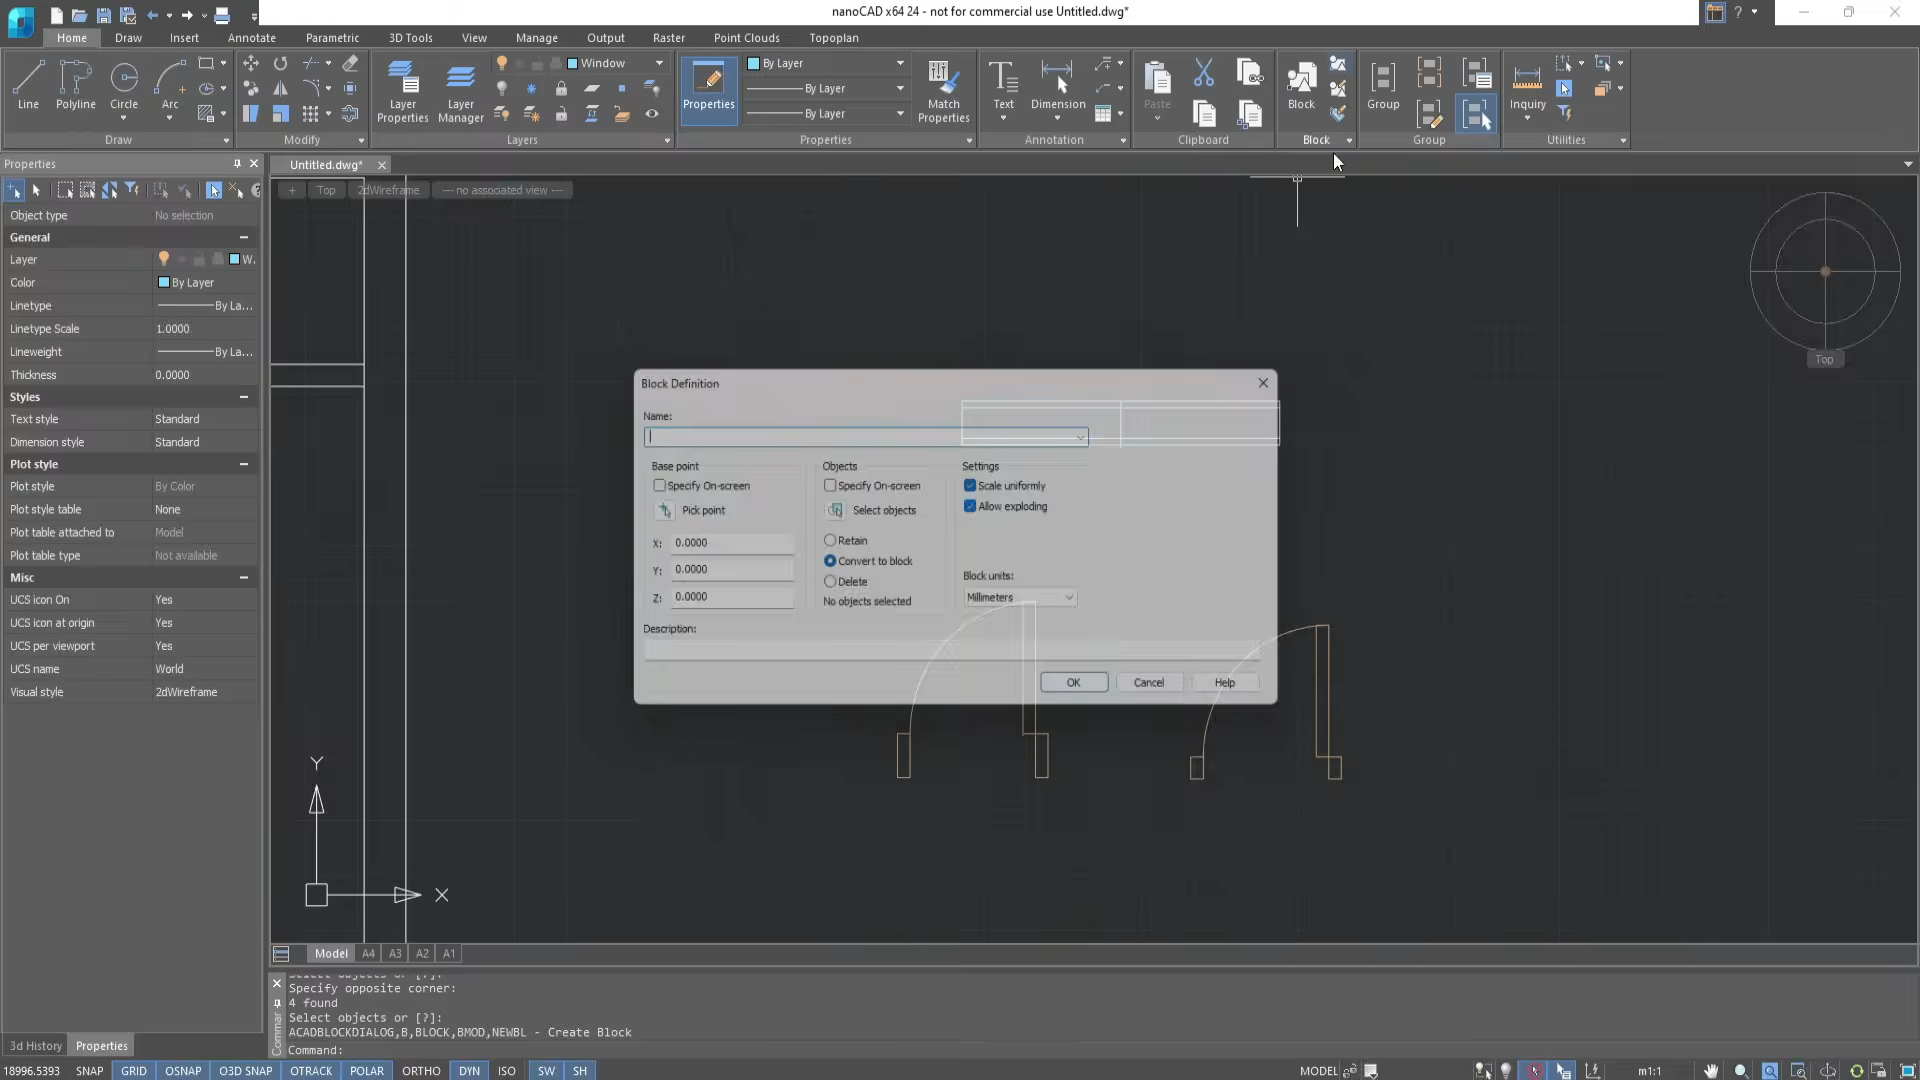 nanoCAD x64 24 - not for commercial use Untitled.dwg*
Home Draw Insert Annotate Parametric 3D Tools View Manage Output Raster Point Clouds Topoplan
Window
By Layer
By Layer
By Layer
Line Polyline Circle Arc
Layer Properties
Layer Manager
Properties
Match Properties
Text Dimension
Paste
Block
Group
Inquiry
Draw Modify Layers Properties Annotation Clipboard Block Group Utilities
Properties
Untitled.dwg*
+ Top 2dWireframe --- no associated view ---
Object type No selection
General
Layer W.
Color By Layer
Linetype By La...
Linetype Scale 1.0000
Lineweight By La...
Thickness 0.0000
Styles
Text style Standard
Dimension style Standard
Plot style
Plot style By Color
Plot style table None
Plot table attached to Model
Plot table type Not available
Misc
UCS icon On Yes
UCS icon at origin Yes
UCS per viewport Yes
UCS name World
Visual style 2dWireframe
Top
Block Definition
Name:
Base point Objects Settings
Specify On-screen Specify On-screen Scale uniformly
Pick point Select objects Allow exploding
X: 0.0000 Retain
Y: 0.0000 Convert to block Block units:
Delete
Z: 0.0000 No objects selected Millimeters
Description:
OK Cancel Help
Y
X
Model A4 A3 A2 A1
Specify opposite corner:
4 found
Select objects or [?]:
ACADBLOCKDIALOG,B,BLOCK,BMOD,NEWBL - Create Block
Command:
Commar
3d History Properties
18996.5393 SNAP GRID OSNAP O3D SNAP OTRACK POLAR ORTHO DYN ISO SW SH MODEL m1:1